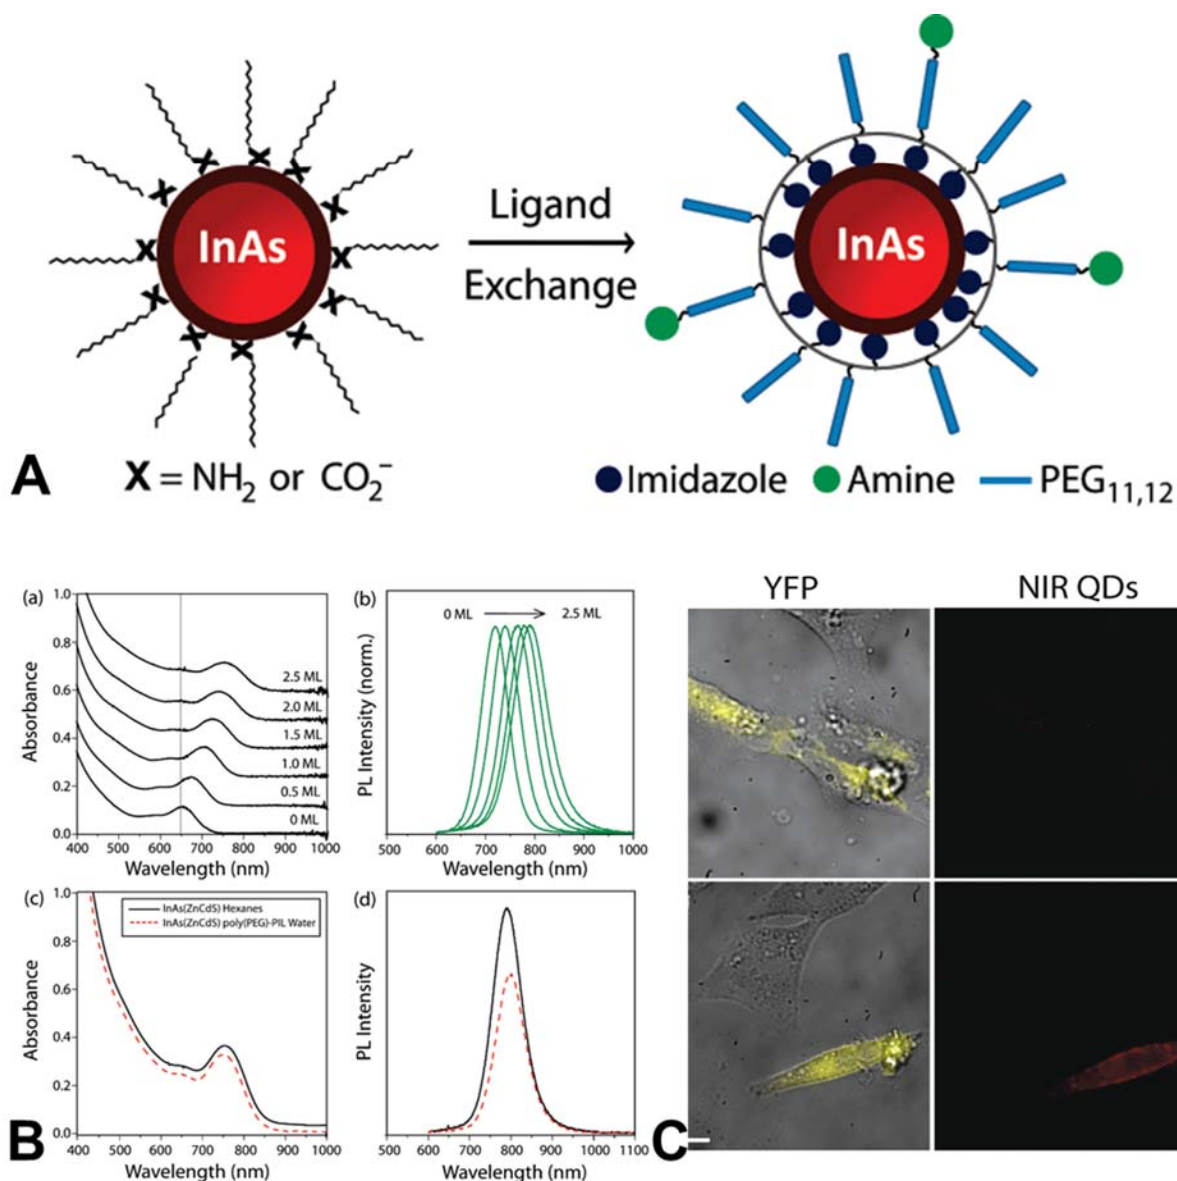 InAs
Ligand
Exchange
InAs
A
X = NH₂ or CO₂⁻
Imidazole
Amine
PEG₁₁,₁₂
(a)
1.0
0.8
0.6
0.4
0.2
0.0
Absorbance
2.5 ML
2.0 ML
1.5 ML
1.0 ML
0.5 ML
0 ML
400 500 600 700 800 900 1000
Wavelength (nm)
(b)
PL Intensity (norm.)
0 ML
2.5 ML
500 600 700 800 900 1000
Wavelength (nm)
(c)
1.0
0.8
0.6
0.4
0.2
0.0
Absorbance
InAs(ZnCdS) Hexanes
InAs(ZnCdS) poly(PEG)-PIL Water
400 500 600 700 800 900 1000
Wavelength (nm)
(d)
PL Intensity
500 600 700 800 900 1000 1100
Wavelength (nm)
B
YFP
NIR QDs
C